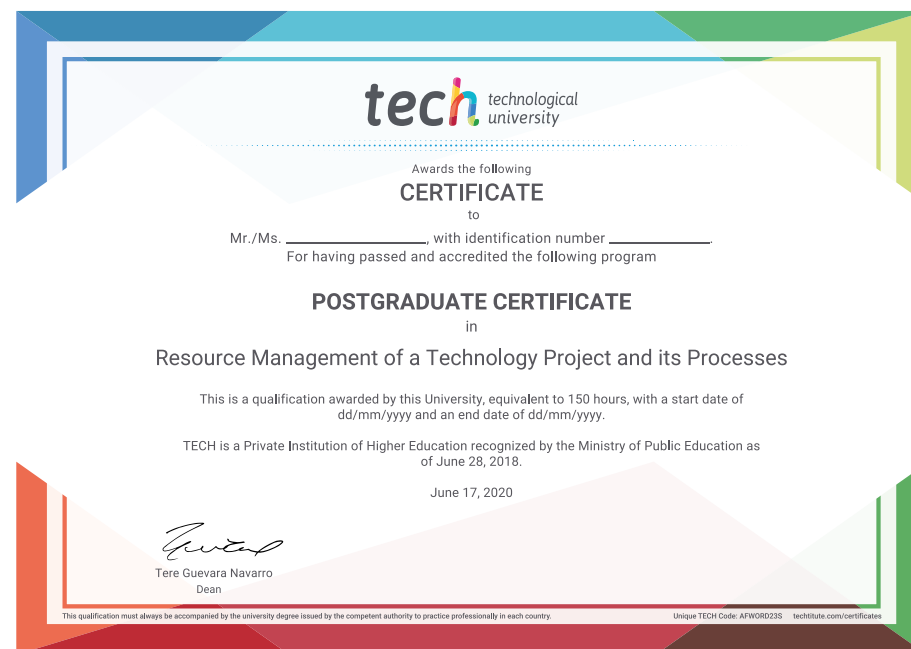 tech technological
university
Awards the following
CERTIFICATE
to
Mr./Ms. ____________, with identification number ____________.
For having passed and accredited the following program
POSTGRADUATE CERTIFICATE
in
Resource Management of a Technology Project and its Processes
This is a qualification awarded by this University, equivalent to 150 hours, with a start date of
dd/mm/yyyy and an end date of dd/mm/yyyy.
TECH is a Private Institution of Higher Education recognized by the Ministry of Public Education as
of June 28, 2018.
June 17, 2020
Tere Guevara Navarro
Dean
This qualification must always be accompanied by the university degree issued by the competent authority to practice professionally in each country.
Unique TECH Code: AFWORD23S techtitute.com/certificates